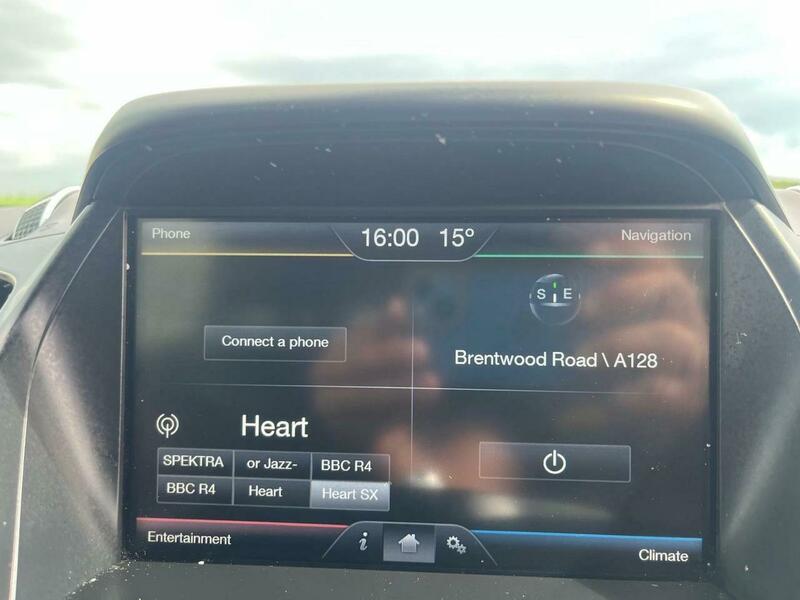 Phone
16:00 15°
Navigation
S E
Connect a phone
Brentwood Road \ A128
Heart
SPEKTRA
or Jazz-
BBC R4
BBC R4
Heart
Heart SX
Entertainment
i
Climate